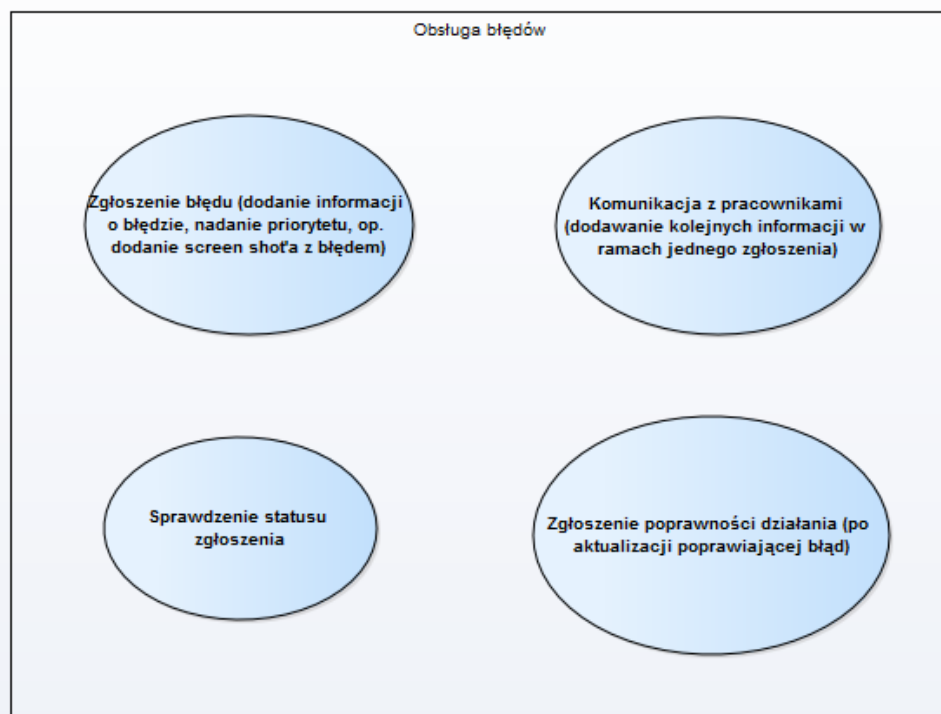 Obsługa błędów
Zgłoszenie błędu (dodanie informacji
o błędzie, nadanie priorytetu, op.
dodanie screen shot'a z błędem)
Komunikacja z pracownikami
(dodawanie kolejnych informacji w
ramach jednego zgłoszenia)
Sprawdzenie statusu
zgłoszenia
Zgłoszenie poprawności działania (po
aktualizacji poprawiającej błąd)